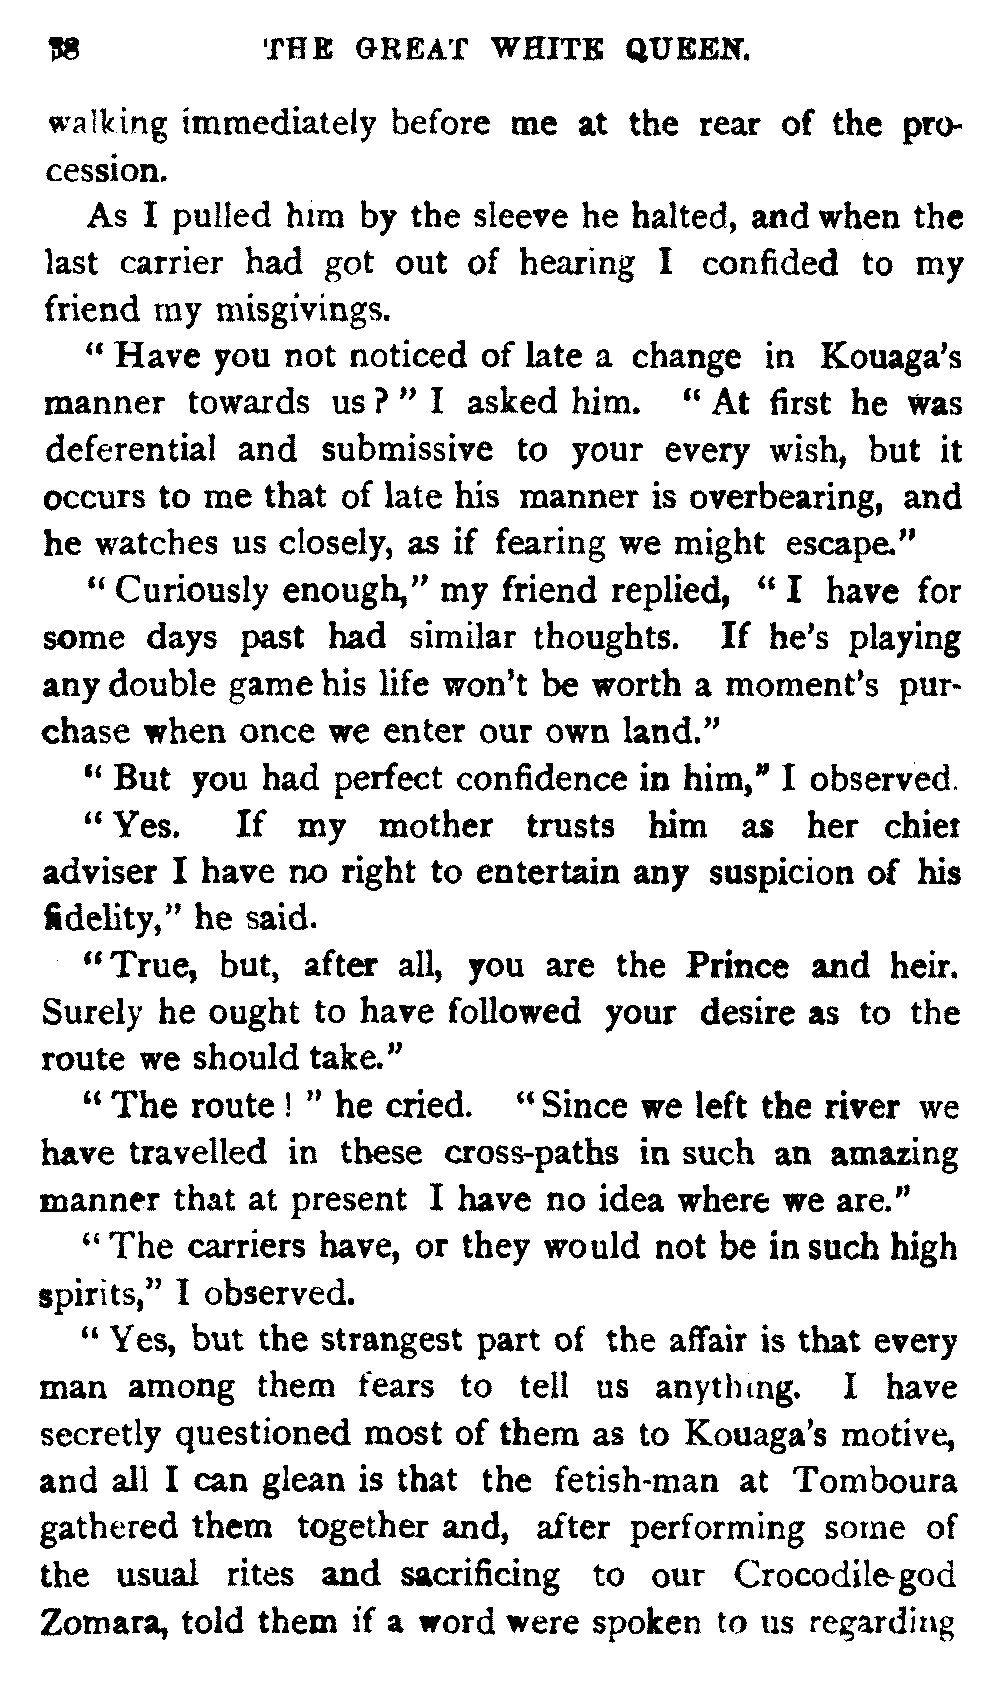 58 THE GREAT WHITE QUEEN.
walking immediately before me at the rear of the pro-
cession.
As I pulled him by the sleeve he halted, and when the
last carrier had got out of hearing I confided to my
friend my misgivings.
“ Have you not noticed of late a change in Kouaga’s
manner towards us ? ” I asked him. “ At first he was
deferential and submissive to your every wish, but it
occurs to me that of late his manner is overbearing, and
he watches us closely, as if fearing we might escape.”
“ Curiously enough,” my friend replied, “ I have for
some days past had similar thoughts. If he’s playing
any double game his life won’t be worth a moment’s pur-
chase when once we enter our own land.”
“ But you had perfect confidence in him,” I observed.
“ Yes. If my mother trusts him as her chief
adviser I have no right to entertain any suspicion of his
fidelity,” he said.
“ True, but, after all, you are the Prince and heir.
Surely he ought to have followed your desire as to the
route we should take.”
“ The route ! ” he cried. “ Since we left the river we
have travelled in these cross-paths in such an amazing
manner that at present I have no idea where we are.”
“ The carriers have, or they would not be in such high
spirits,” I observed.
“ Yes, but the strangest part of the affair is that every
man among them fears to tell us anything. I have
secretly questioned most of them as to Kouaga’s motive,
and all I can glean is that the fetish-man at Tomboura
gathered them together and, after performing some of
the usual rites and sacrificing to our Crocodile-god
Zomara, told them if a word were spoken to us regarding